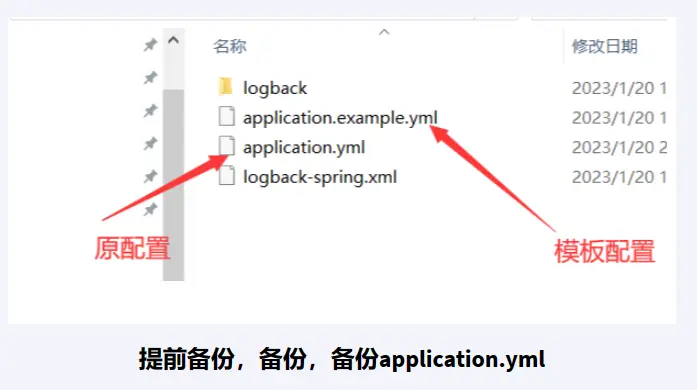 名称 修改日期
logback 2023/1/20 1
application.example.yml 2023/1/20 1
application.yml 2023/1/20 2
logback-spring.xml 2023/1/20 1
原配置 模板配置
提前备份，备份，备份application.yml